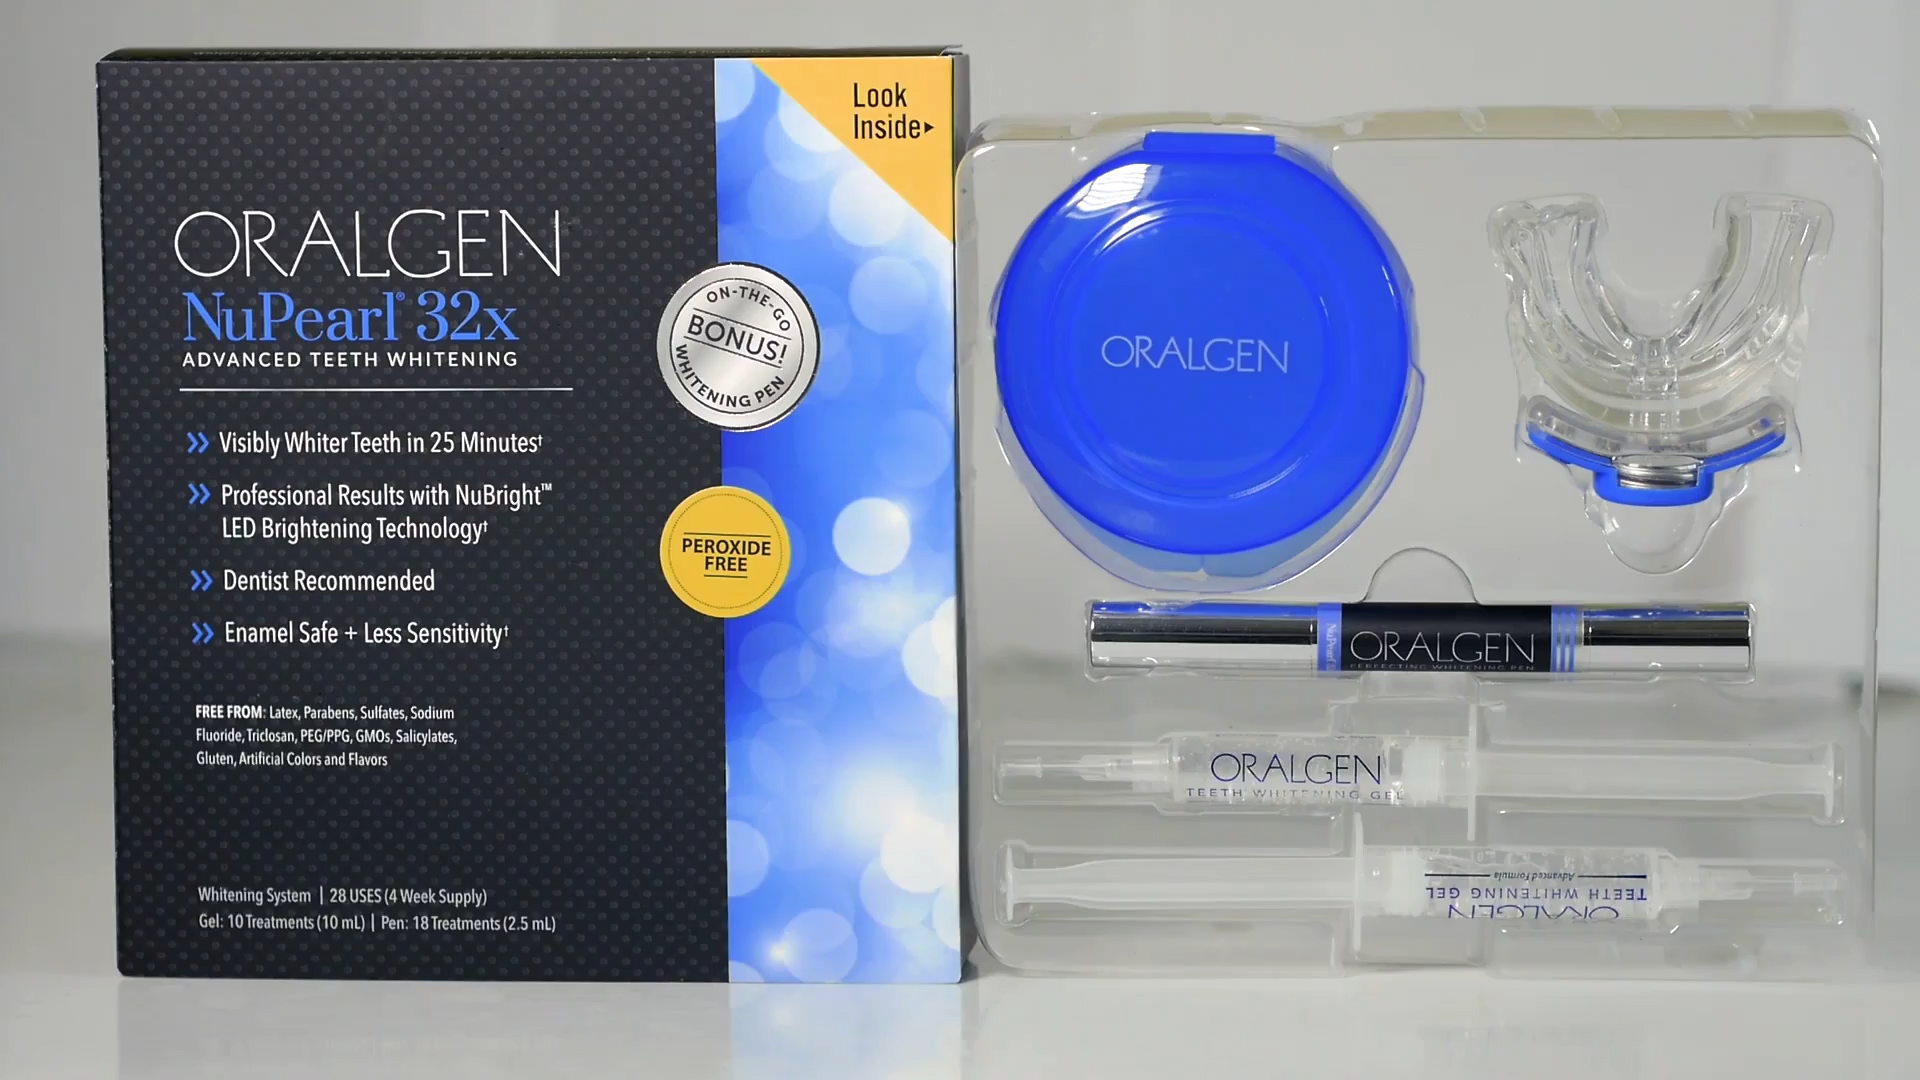 Look
Inside
ORALGEN
NuPearl® 32x
ADVANCED TEETH WHITENING
ON-THE-GO
BONUS!
WHITENING PEN
Visibly Whiter Teeth in 25 Minutes†
Professional Results with NuBright™
LED Brightening Technology†
Dentist Recommended
Enamel Safe + Less Sensitivity†
PEROXIDE
FREE
FREE FROM: Latex, Parabens, Sulfates, Sodium
Fluoride, Triclosan, PEG/PPG, GMOs, Salicylates,
Gluten, Artificial Colors and Flavors
Whitening System | 28 USES (4 Week Supply)
Gel: 10 Treatments (10 mL) | Pen: 18 Treatments (2.5 mL)
ORALGEN
NuPearl
ORALGEN
PERFECTING WHITENING PEN
ORALGEN
TEETH WHITENING GEL
ORALGEN
TEETH WHITENING GEL
Advanced Formula